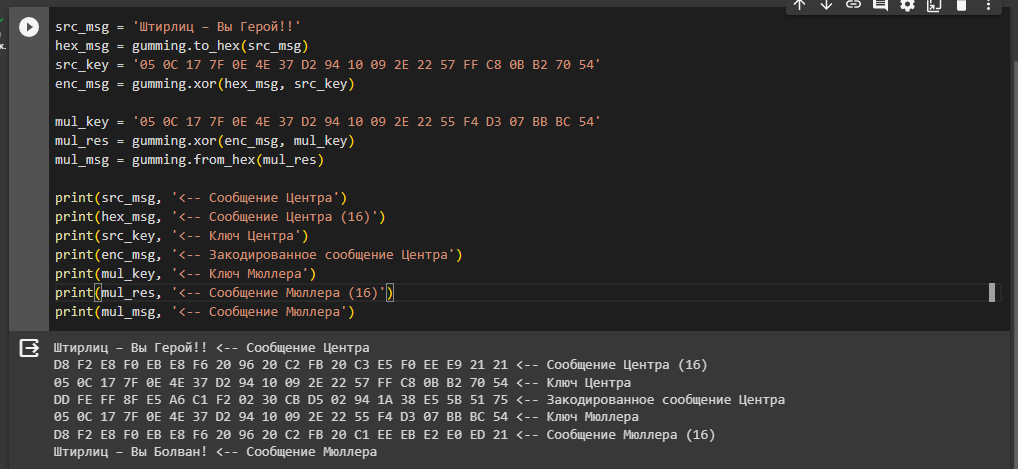 src_msg = 'Штирлиц – Вы Герой!!'
hex_msg = gumming.to_hex(src_msg)
src_key = '05 0C 17 7F 0E 4E 37 D2 94 10 09 2E 22 57 FF C8 0B B2 70 54'
enc_msg = gumming.xor(hex_msg, src_key)
mul_key = '05 0C 17 7F 0E 4E 37 D2 94 10 09 2E 22 55 F4 D3 07 BB BC 54'
mul_res = gumming.xor(enc_msg, mul_key)
mul_msg = gumming.from_hex(mul_res)
print(src_msg, '<-- Сообщение Центра')
print(hex_msg, '<-- Сообщение Центра (16)')
print(src_key, '<-- Ключ Центра')
print(enc_msg, '<-- Закодированное сообщение Центра')
print(mul_key, '<-- Ключ Мюллера')
print(mul_res, '<-- Сообщение Мюллера (16)')
print(mul_msg, '<-- Сообщение Мюллера')
Штирлиц – Вы Герой!! <-- Сообщение Центра
D8 F2 E8 F0 EB E8 F6 20 96 20 C2 FB 20 C3 E5 F0 EE E9 21 21 <-- Сообщение Центра (16)
05 0C 17 7F 0E 4E 37 D2 94 10 09 2E 22 57 FF C8 0B B2 70 54 <-- Ключ Центра
DD FE FF 8F E5 A6 C1 F2 02 30 CB D5 02 94 1A 38 E5 5B 51 75 <-- Закодированное сообщение Центра
05 0C 17 7F 0E 4E 37 D2 94 10 09 2E 22 55 F4 D3 07 BB BC 54 <-- Ключ Мюллера
D8 F2 E8 F0 EB E8 F6 20 96 20 C2 FB 20 C1 EE EB E2 E0 ED 21 <-- Сообщение Мюллера (16)
Штирлиц – Вы Болван! <-- Сообщение Мюллера